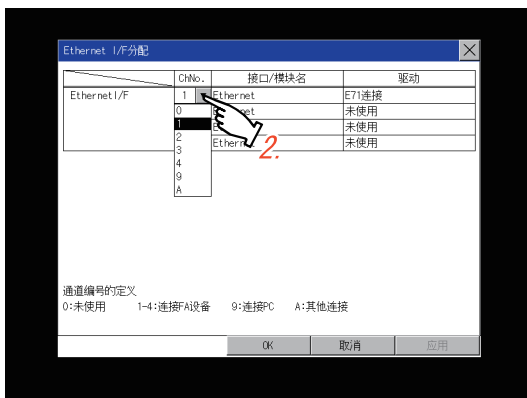 Ethernet I/F分配
ChNo. 接口/模块名 驱动
EthernetI/F 1 Ethernet E71连接
0 未使用
1 未使用
2 未使用
3
4
9
A
2.
通道编号的定义
0:未使用 1-4:连接FA设备 9:连接PC A:其他连接
OK 取消 应用